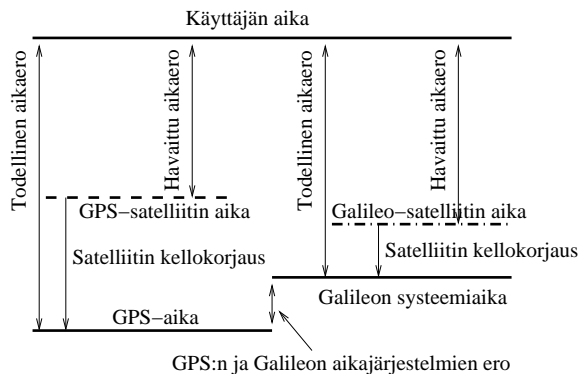 Käyttäjän aika
Todellinen aikaero
Havaittu aikaero
Todellinen aikaero
Havaittu aikaero
GPS−satelliitin aika
Galileo−satelliitin aika
Satelliitin kellokorjaus
Satelliitin kellokorjaus
Galileon systeemiaika
GPS−aika
GPS:n ja Galileon aikajärjestelmien ero